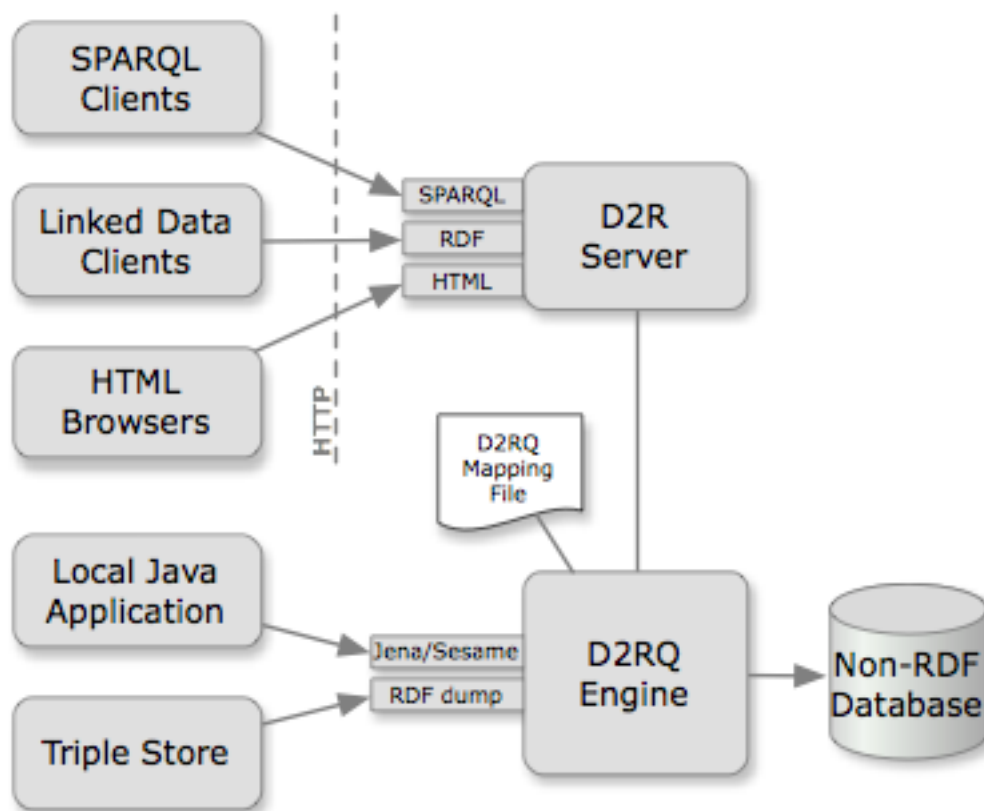 SPARQL
Clients
Linked Data
Clients
HTML
Browsers
HTTP
SPARQL
RDF
HTML
D2R
Server
D2RQ
Mapping
File
Local Java
Application
Triple Store
Jena/Sesame
RDF dump
D2RQ
Engine
Non-RDF
Database